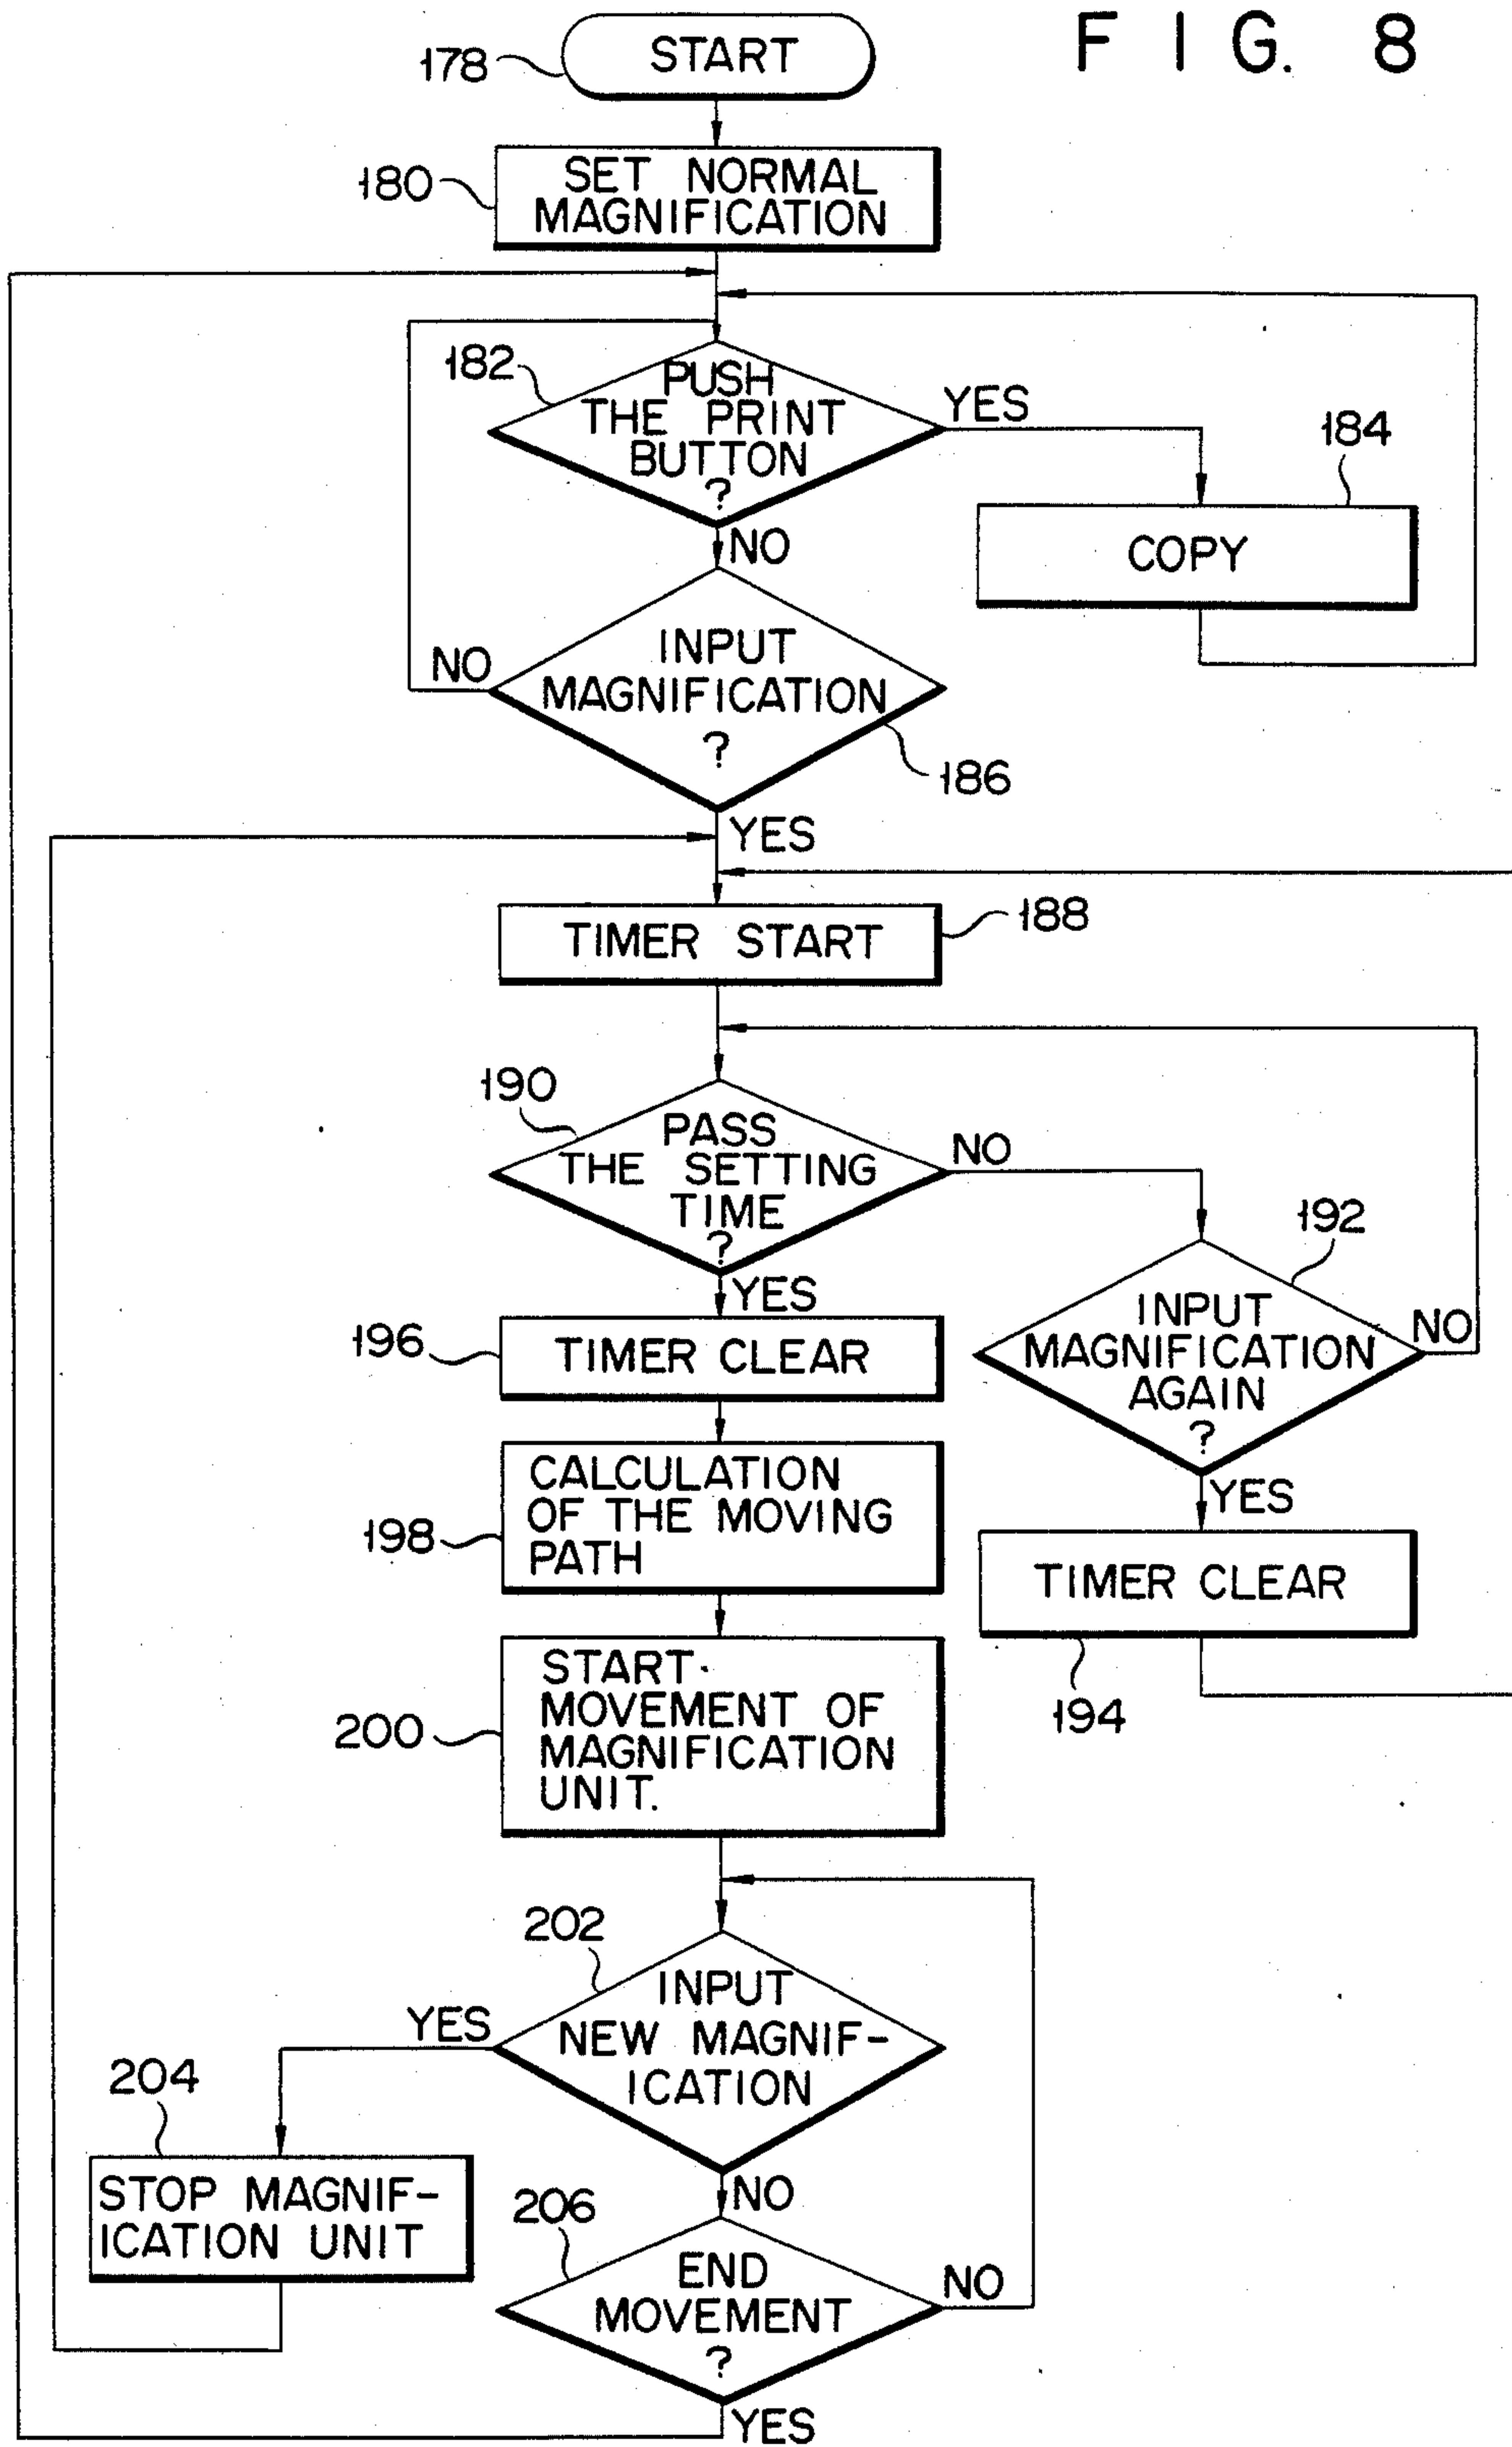 FIG. 8
178
START
180
SET NORMAL
MAGNIFICATION
182
PUSH
THE PRINT
BUTTON
?
YES
184
COPY
NO
INPUT
MAGNIFICATION
?
NO
186
YES
TIMER START
188
190
PASS
THE SETTING
TIME
?
NO
192
INPUT
MAGNIFICATION
AGAIN
?
NO
YES
196
TIMER CLEAR
YES
198
CALCULATION
OF THE MOVING
PATH
TIMER CLEAR
194
200
START
MOVEMENT OF
MAGNIFICATION
UNIT.
202
INPUT
NEW MAGNIF-
ICATION
YES
204
STOP MAGNIF-
ICATION UNIT
NO
206
END
MOVEMENT
?
NO
YES